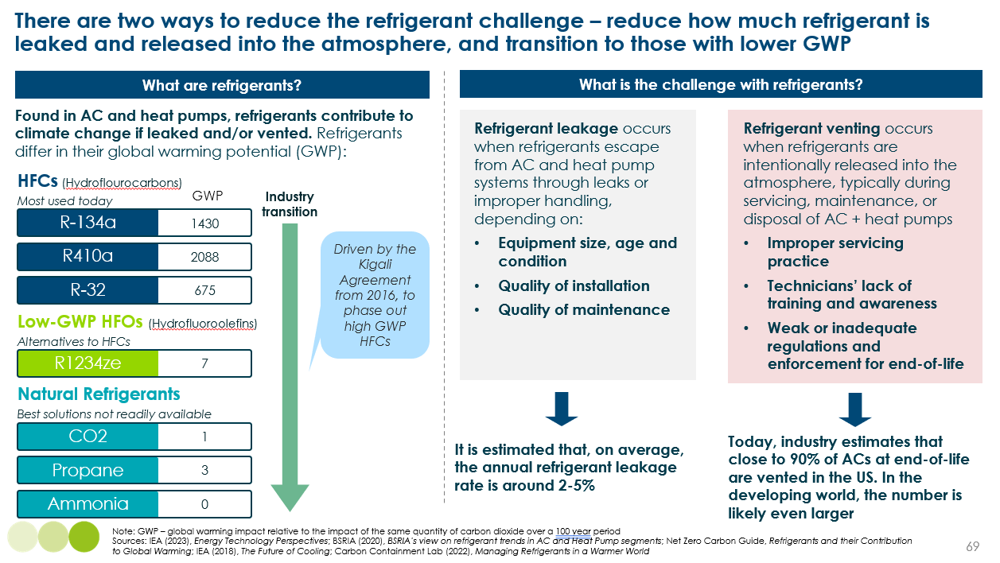 There are two ways to reduce the refrigerant challenge – reduce how much refrigerant is
leaked and released into the atmosphere, and transition to those with lower GWP
What are refrigerants?
Found in AC and heat pumps, refrigerants contribute to
climate change if leaked and/or vented. Refrigerants
differ in their global warming potential (GWP):
HFCs (Hydroflourocarbons)
Most used today
GWP
R-134a 1430
R410a 2088
R-32 675
Low-GWP HFOs (Hydrofluoroolefins)
Alternatives to HFCs
R1234ze 7
Natural Refrigerants
Best solutions not readily available
CO2 1
Propane 3
Ammonia 0
Industry
transition
Driven by the
Kigali
Agreement
from 2016, to
phase out
high GWP
HFCs
What is the challenge with refrigerants?
Refrigerant leakage occurs
when refrigerants escape
from AC and heat pump
systems through leaks or
improper handling,
depending on:
• Equipment size, age and
condition
• Quality of installation
• Quality of maintenance
It is estimated that, on average,
the annual refrigerant leakage
rate is around 2-5%
Refrigerant venting occurs
when refrigerants are
intentionally released into the
atmosphere, typically during
servicing, maintenance, or
disposal of AC + heat pumps
• Improper servicing
practice
• Technicians' lack of
training and awareness
• Weak or inadequate
regulations and
enforcement for end-of-life
Today, industry estimates that
close to 90% of ACs at end-of-life
are vented in the US. In the
developing world, the number is
likely even larger
Note: GWP – global warming impact relative to the impact of the same quantity of carbon dioxide over a 100 year period
Sources: IEA (2023), Energy Technology Perspectives; BSRIA (2020), BSRIA's view on refrigerant trends in AC and Heat Pump segments; Net Zero Carbon Guide, Refrigerants and their Contribution
to Global Warming; IEA (2018), The Future of Cooling; Carbon Containment Lab (2022), Managing Refrigerants in a Warmer World
69